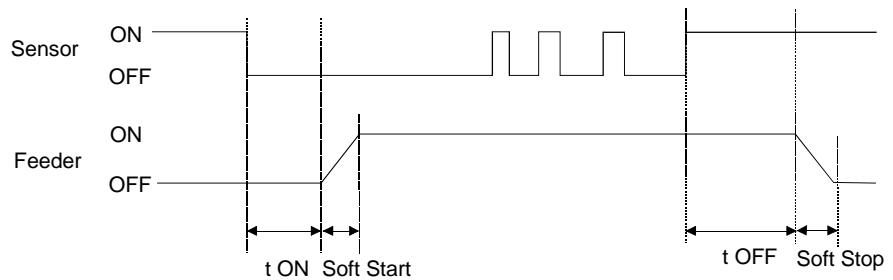 ON
Sensor
OFF
ON
Feeder
OFF
t ON Soft Start
t OFF Soft Stop